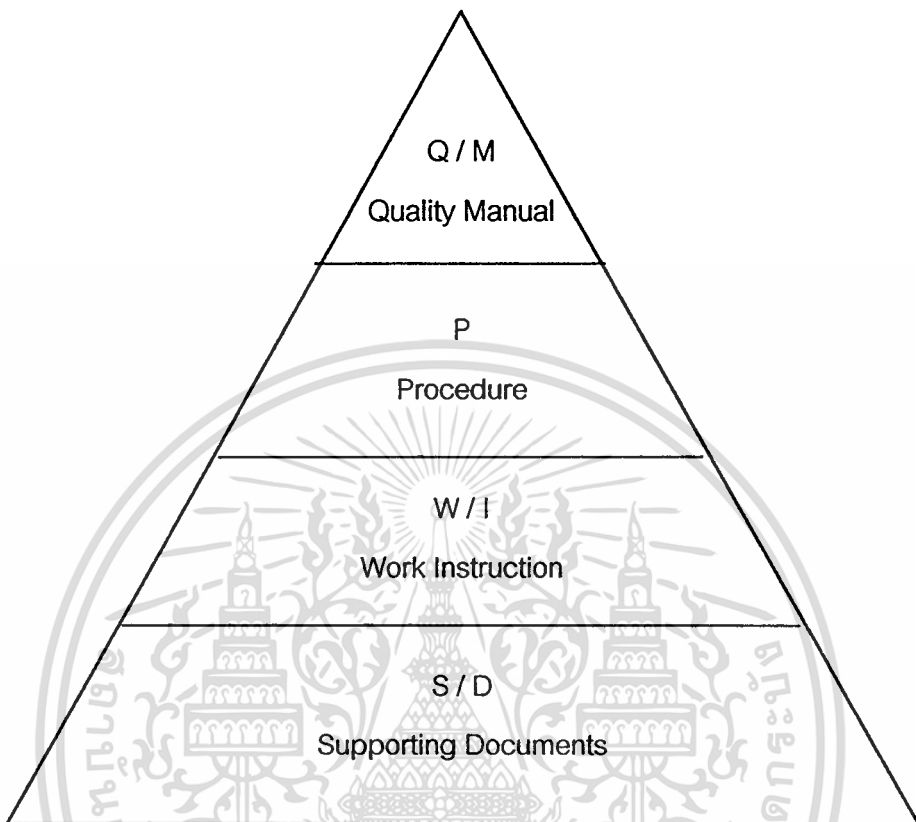 Q / M
Quality Manual
P
Procedure
W / I
Work Instruction
S / D
Supporting Documents